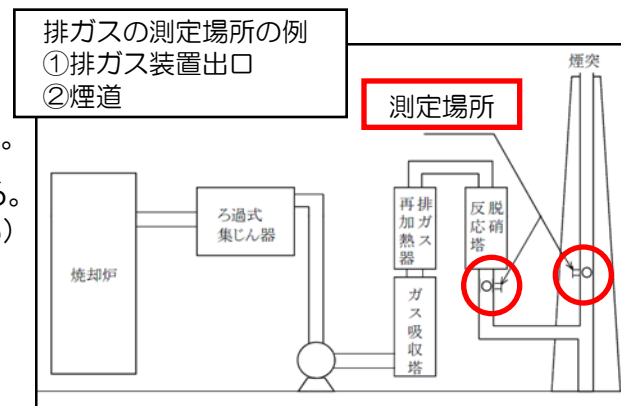 排ガスの測定場所の例
①排ガス装置出口
②煙道
煙突
測定場所
。
る。
)
焼却炉
ろ過式
集じん器
排ガス
再加熱器
ガス吸収塔
脱硝
反応塔